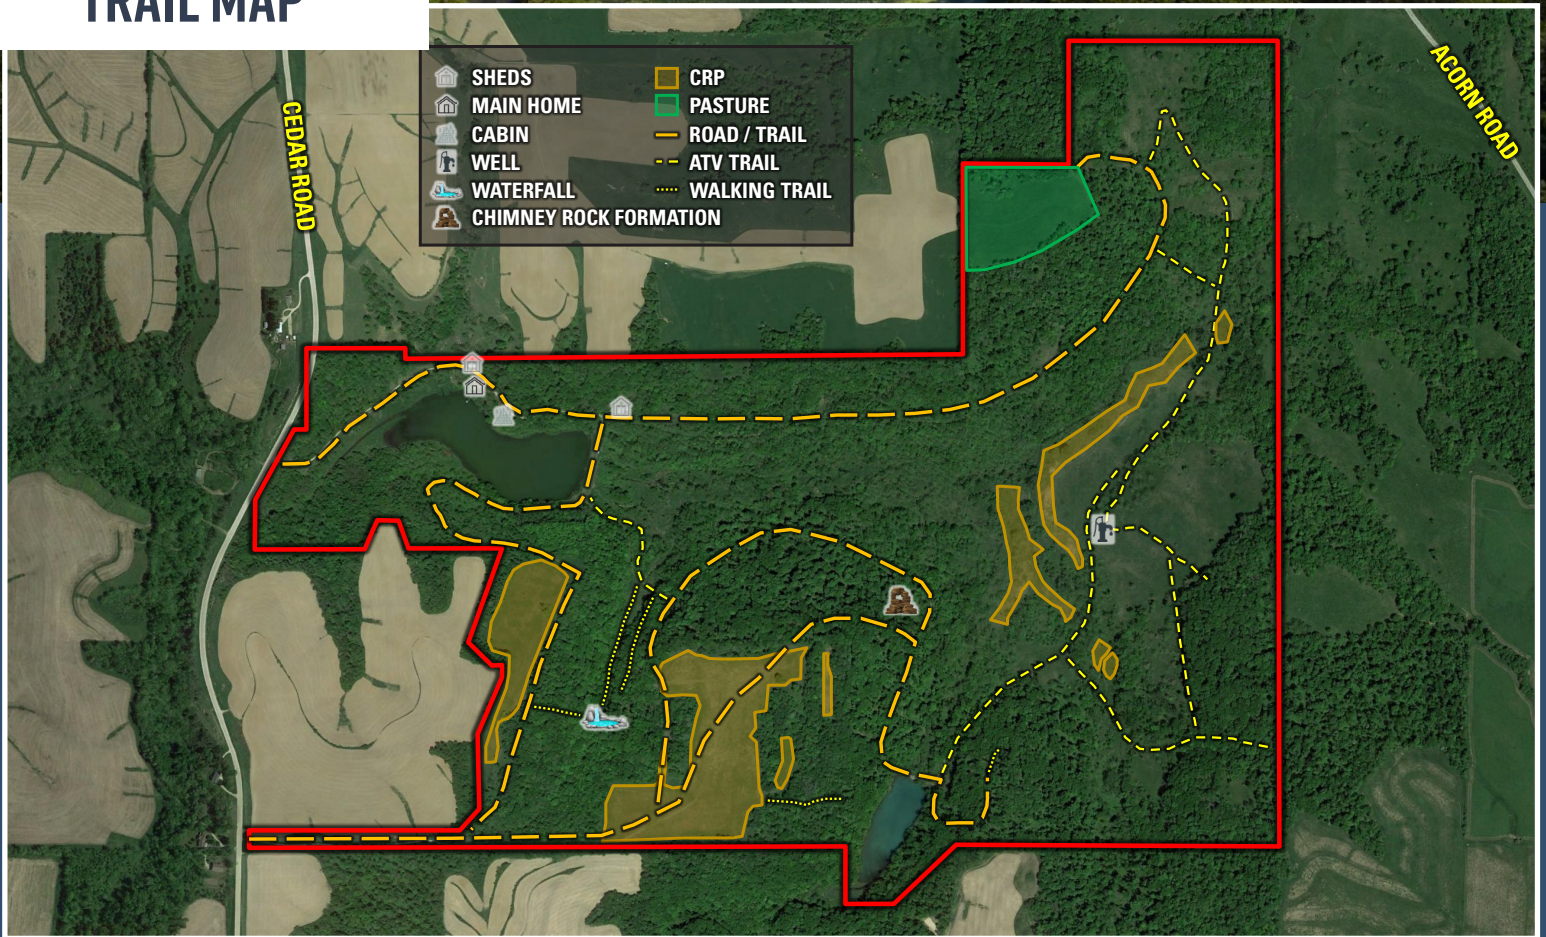 TRAIL MAP
CEDAR ROAD
ACORN ROAD
SHEDS
MAIN HOME
CABIN
WELL
WATERFALL
CHIMNEY ROCK FORMATION
CRP
PASTURE
ROAD / TRAIL
ATV TRAIL
WALKING TRAIL